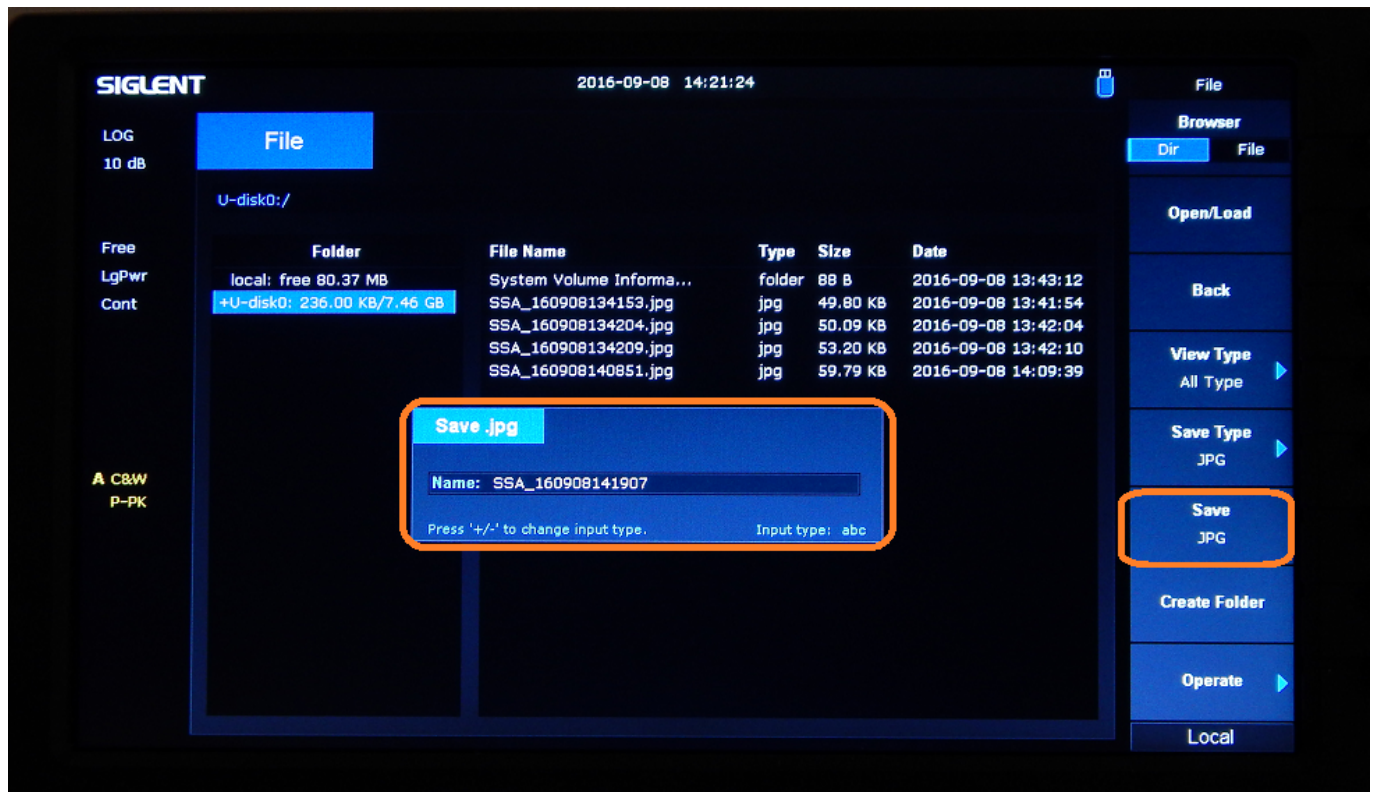 SIGLENT 2016-09-08 14:21:24 File
LOG
10 dB
File
Browser
Dir File
U-disk0:/
Open/Load
Free
LgPwr
Cont
Folder
local: free 80.37 MB
+U-disk0: 236.00 KB/7.46 GB
File Name Type Size Date
System Volume Informa... folder 88 B 2016-09-08 13:43:12
SSA_160908134153.jpg jpg 49.80 KB 2016-09-08 13:41:54
SSA_160908134204.jpg jpg 50.09 KB 2016-09-08 13:42:04
SSA_160908134209.jpg jpg 53.20 KB 2016-09-08 13:42:10
SSA_160908140851.jpg jpg 59.79 KB 2016-09-08 14:09:39
Back
View Type
All Type
Save Type
JPG
Save .jpg
Name: SSA_160908141907
Press '+/-' to change input type. Input type: abc
A C&W
P-PK
Save
JPG
Create Folder
Operate
Local